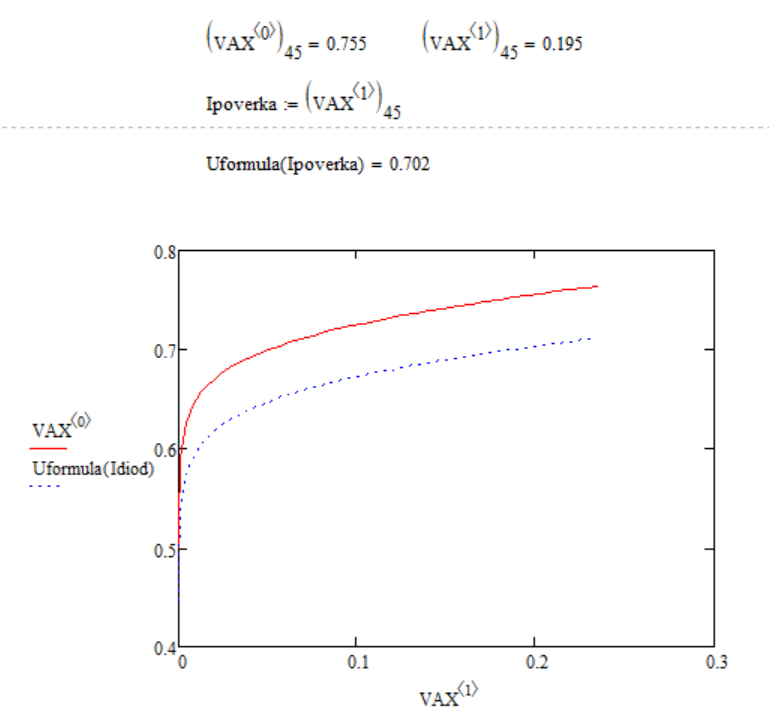 (VAX⟨0⟩)45 = 0.755 (VAX⟨1⟩)45 = 0.195
Ipoverka := (VAX⟨1⟩)45
Uformula(Ipoverka) = 0.702
0.8
0.7
0.6
0.5
0.4
VAX⟨0⟩
Uformula(Idiod)
0 0.1 0.2 0.3
VAX⟨1⟩